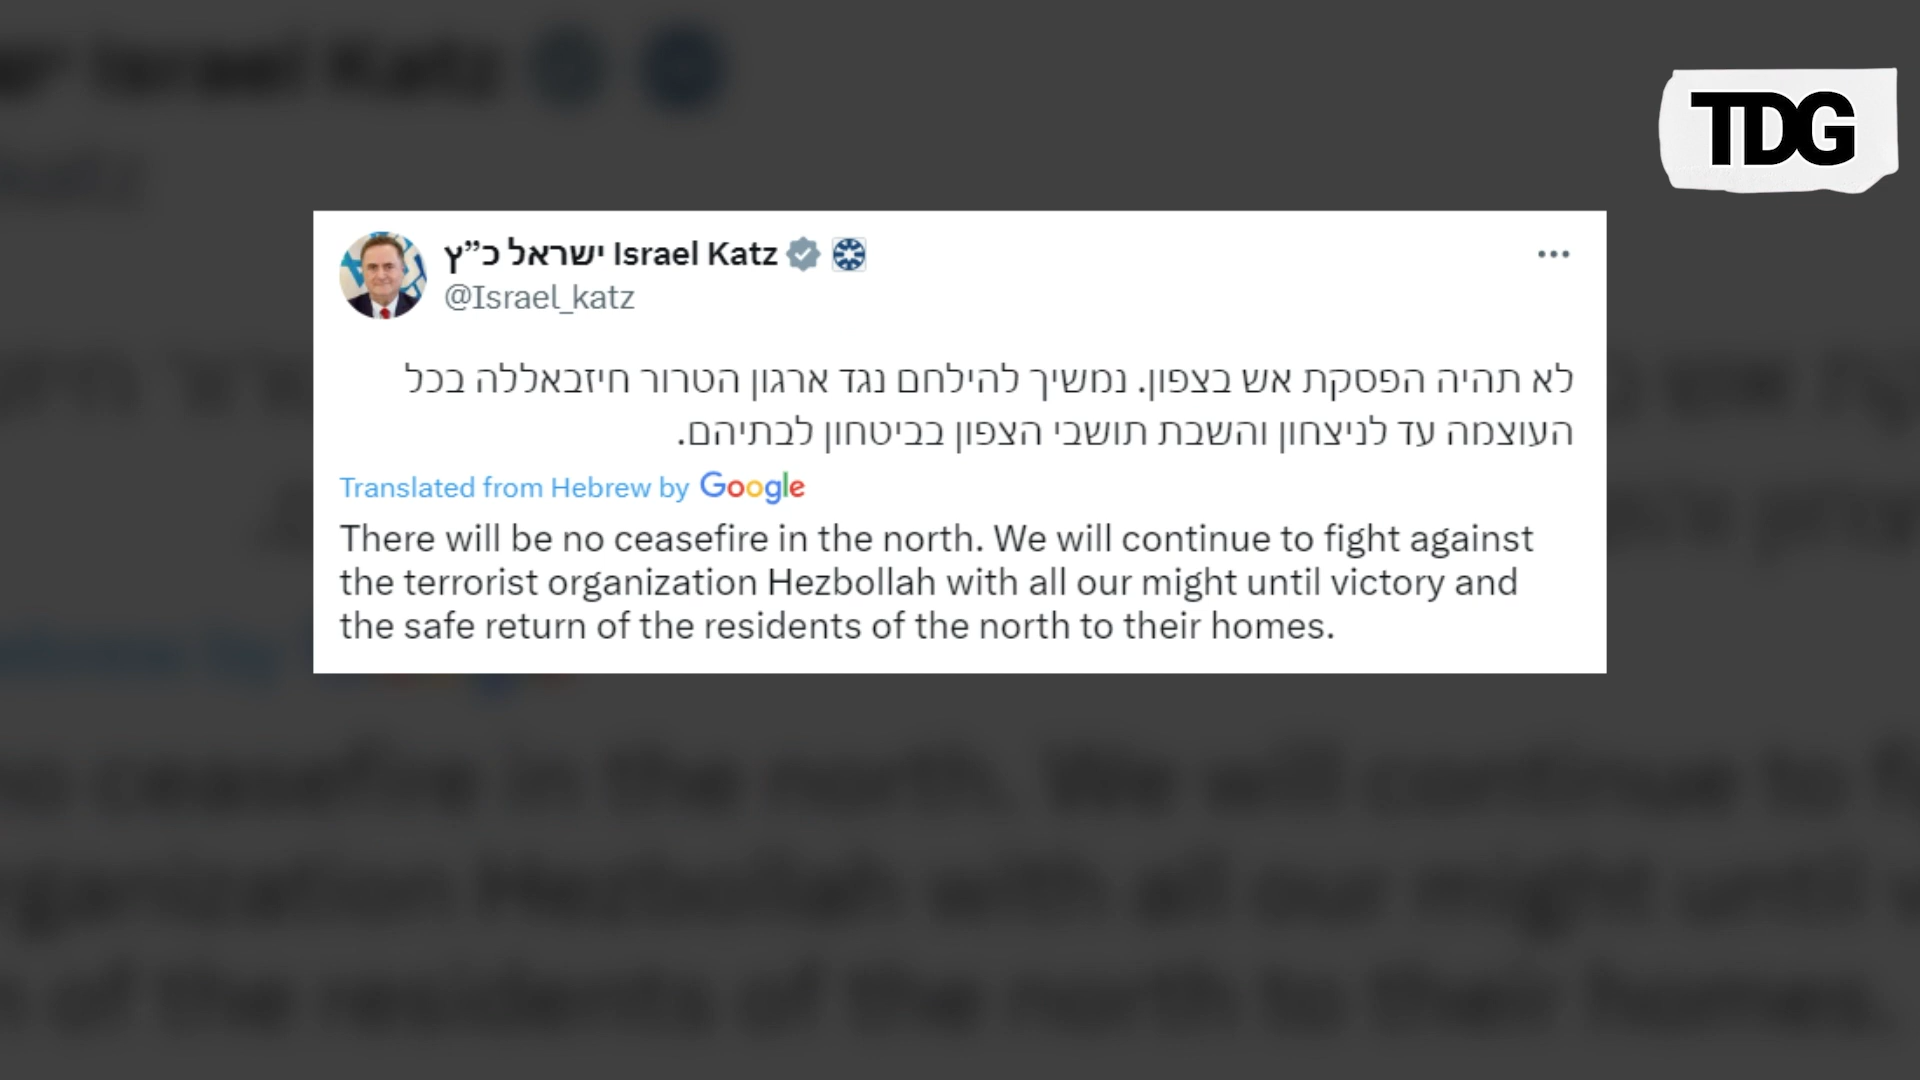 TDG
ישראל כ”ץ Israel Katz
@Israel_katz
לא תהיה הפסקת אש בצפון. נמשיך להילחם נגד ארגון הטרור חיזבאללה בכל
העוצמה עד לניצחון והשבת תושבי הצפון בביטחון לבתיהם.
Translated from Hebrew by Google
There will be no ceasefire in the north. We will continue to fight against
the terrorist organization Hezbollah with all our might until victory and
the safe return of the residents of the north to their homes.